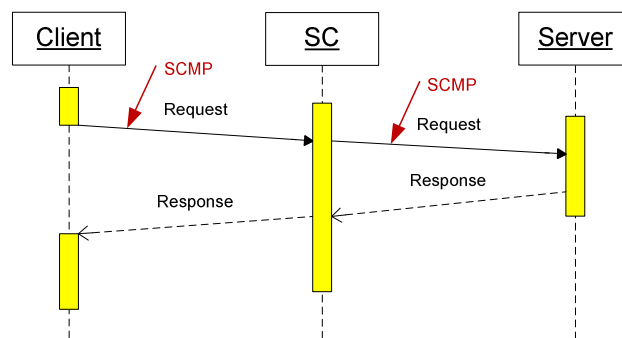 Client
SC
Server
SCMP
SCMP
Request
Request
Response
Response